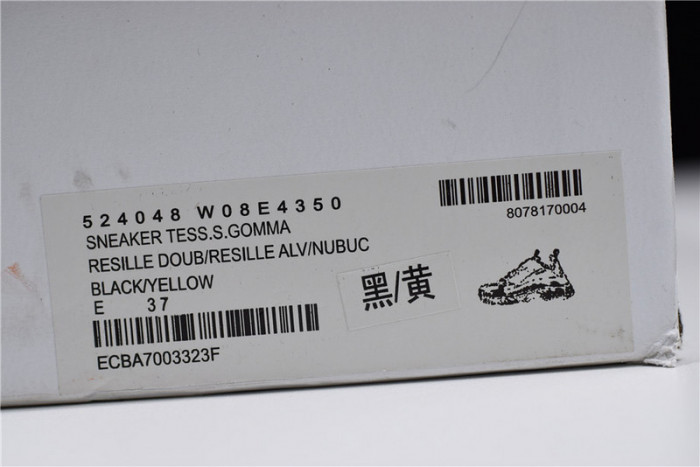 524048 W08E4350
SNEAKER TESS.S.GOMMA
RESILLE DOUB/RESILLE ALV/NUBUC
BLACK/YELLOW
E 37
ECBA7003323F
8078170004
黑/黄